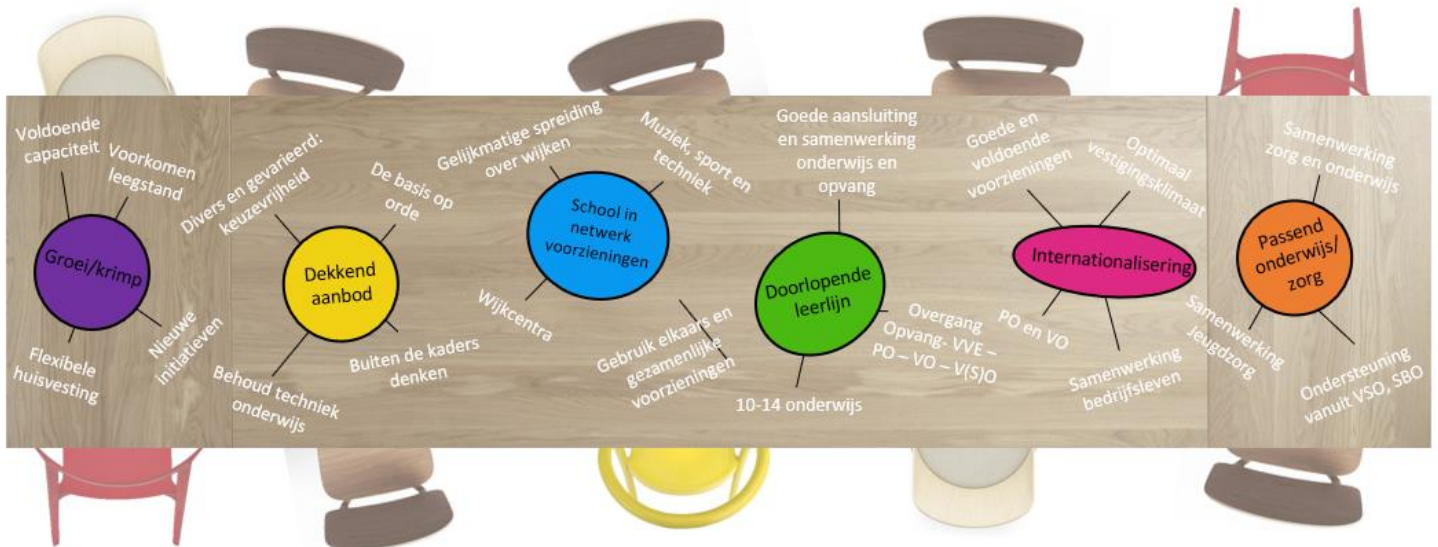 Voldoende
capaciteit
Voorkomen
leegstand
Groei/krimp
Flexibele
huisvesting
Nieuwe
initiatieven
Divers en gevarieerd:
keuzevrijheid
De basis op
orde
Dekkend
aanbod
Behoud techniek
onderwijs
Buiten de kaders
denken
Gelijkmatige spreiding
over wijken
Muziek, sport en
techniek
School in
netwerk
voorzieningen
Wijkcentra
Gebruik elkaars en
gezamenlijke
voorzieningen
Goede aansluiting
en samenwerking
onderwijs en
opvang
Doorlopende
leerlijn
Overgang
Opvang- VVE –
PO – VO – V(S)O
10-14 onderwijs
Goede en
voldoende
voorzieningen
Optimaal
vestigingsklimaat
Internationalisering
PO en VO
Samenwerking
bedrijfsleven
Samenwerking
zorg en onderwijs
Passend
onderwijs/
zorg
Samenwerking
Jeugdzorg
Ondersteuning
vanuit VSO, SBO